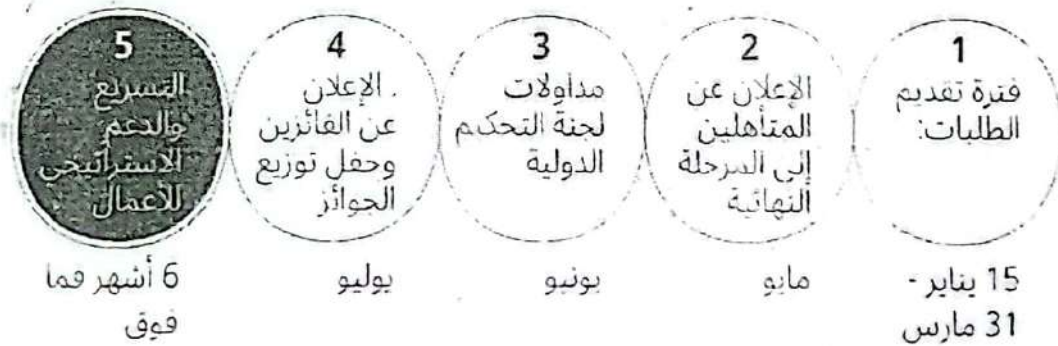 1
فترة تقديم
الطلبات:
15 يناير -
31 مارس
2
الإعلان عن
المتأهلين
إلى المرحلة
النهائية
مايو
3
مداولات
لجنة التحكيم
الدولية
يونيو
4
. الإعلان
عن الفائزين
وحفل توزيع
الجوائز
يوليو
5
التسريع
والدعم
الاستراتيجي
للأعمال
6 أشهر فما
فوق